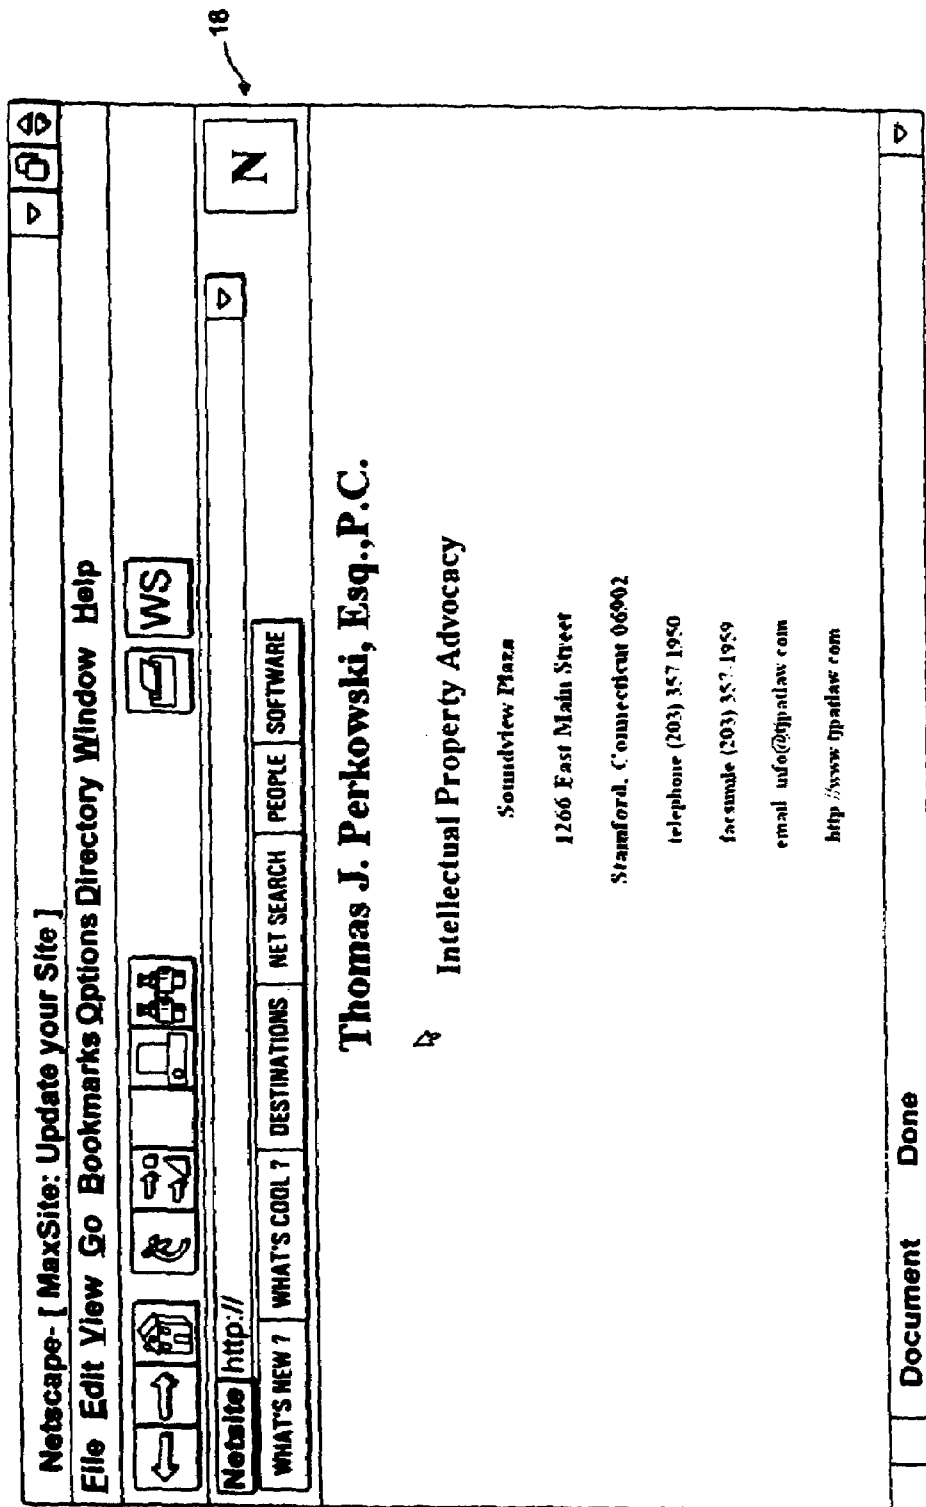 18
Netscape- [ MaxSite: Update your Site ]
File Edit View Go Bookmarks Options Directory Window Help
WS
Netsite http://
N
WHAT'S NEW ? WHAT'S COOL ? DESTINATIONS NET SEARCH PEOPLE SOFTWARE
Thomas J. Perkowski, Esq.,P.C.
Intellectual Property Advocacy
Soundview Plaza
1266 East Main Street
Stamford, Connecticut 06902
telephone (203) 357 1950
facsimile (203) 357-1959
email info@tjpatlaw com
http //www tjpatlaw com
Document Done